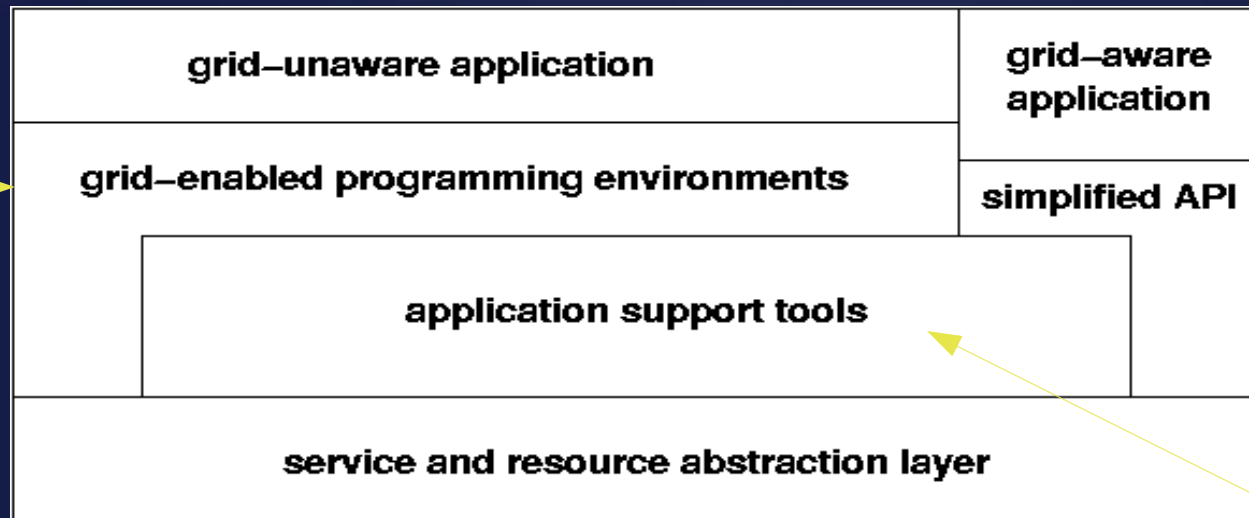 grid–unaware application
grid–aware
application
grid–enabled programming environments
simplified API
application support tools
service and resource abstraction layer